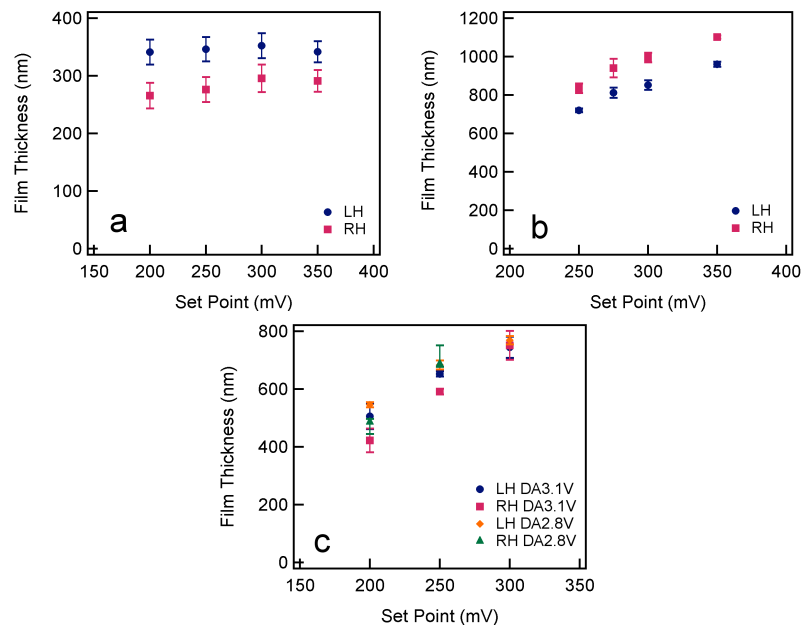 400
300
200
100
0
Film Thickness (nm)
a
LH
RH
150 200 250 300 350 400
Set Point (mV)
1200
1000
800
600
400
200
0
Film Thickness (nm)
b
LH
RH
200 250 300 350 400
Set Point (mV)
800
600
400
200
0
Film Thickness (nm)
c
LH DA3.1V
RH DA3.1V
LH DA2.8V
RH DA2.8V
150 200 250 300 350
Set Point (mV)